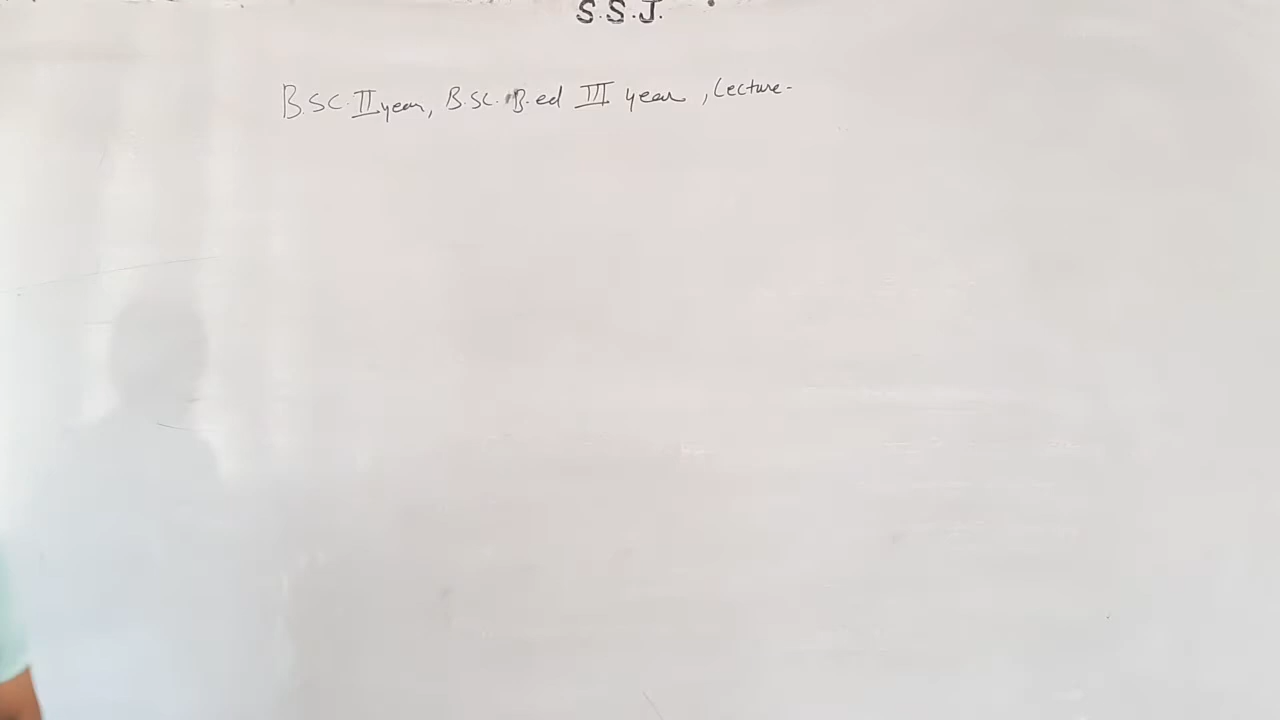 S.S.J.
B.SC. II year, B.SC. B.ed III year, Lecture-